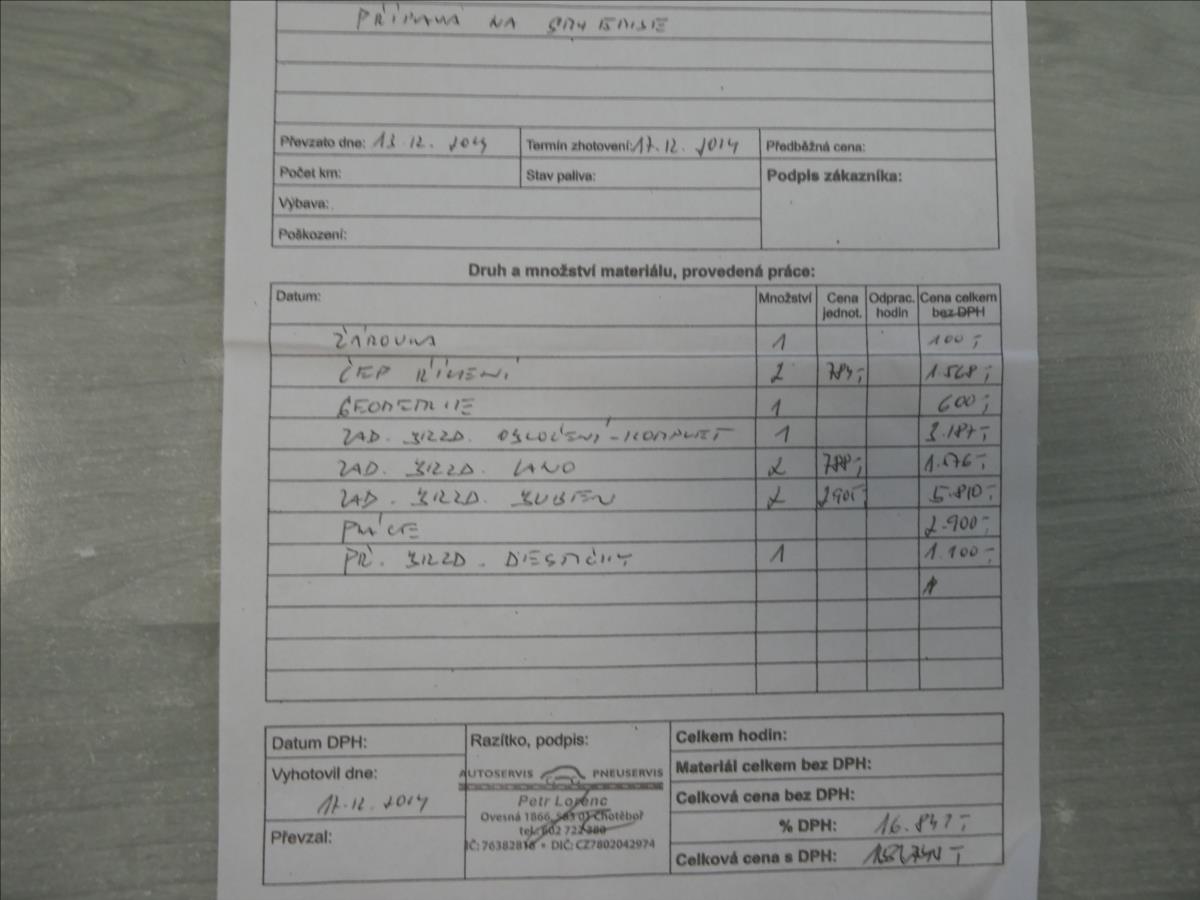 PŘÍPRAVA NA
Převzato dne: 13.12. 2014 Termín zhotovení: 17.12. 2014 Předběžná cena:
Počet km: Stav paliva: Podpis zákazníka:
Výbava:
Poškození:
Druh a množství materiálu, provedená práce:
Datum: Množství Cena jednot. Odprac. hodin Cena celkem bez DPH
ŽÁROVKA 1 100,-
ČEP ŘÍZENÍ 2 784,- 1.568,-
GEOMETRIE 1 600,-
ZAD. BRZD. OBLOŽENÍ - KOMPLET 1 3.187,-
ZAD. BRZD. LANO 2 788,- 1.576,-
ZAD. BRZD. BUBEN 2 2905,- 5.810,-
PRÁCE 2.900,-
PŘ. BRZD. DESTIČKY 1 1.100,-
Datum DPH: Razítko, podpis: Celkem hodin:
Vyhotovil dne: AUTOSERVIS PNEUSERVIS Materiál celkem bez DPH:
17.12. 2014 Petr Lorenc Celková cena bez DPH:
Ovesná 1866, 583 01 Chotěboř
tel. 602 722 380 % DPH: 16.841,-
Převzal: IČ: 76382818 • DIČ: CZ7802042974 Celková cena s DPH: